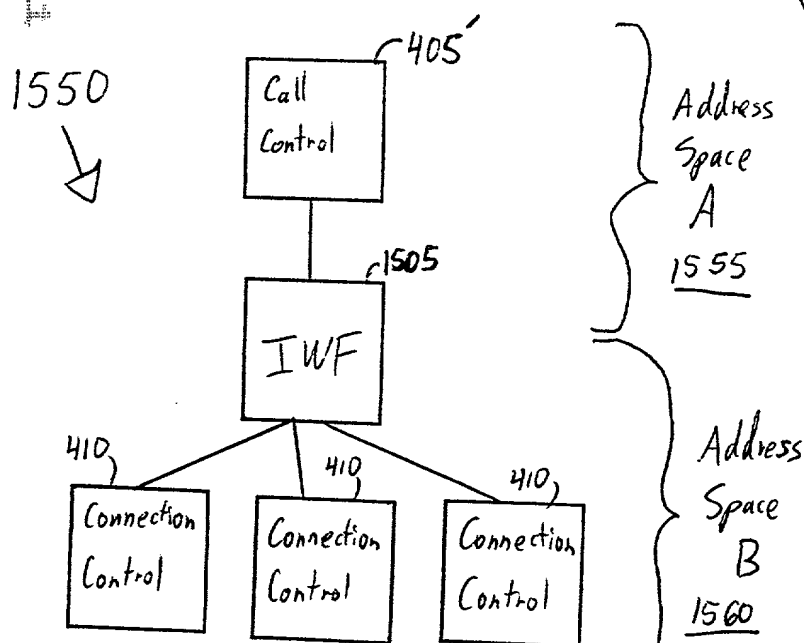 1550
405'
Call
Control
Address
Space
A
1555
1505
IWF
Address
Space
B
1560
410
410
410
Connection
Control
Connection
Control
Connection
Control